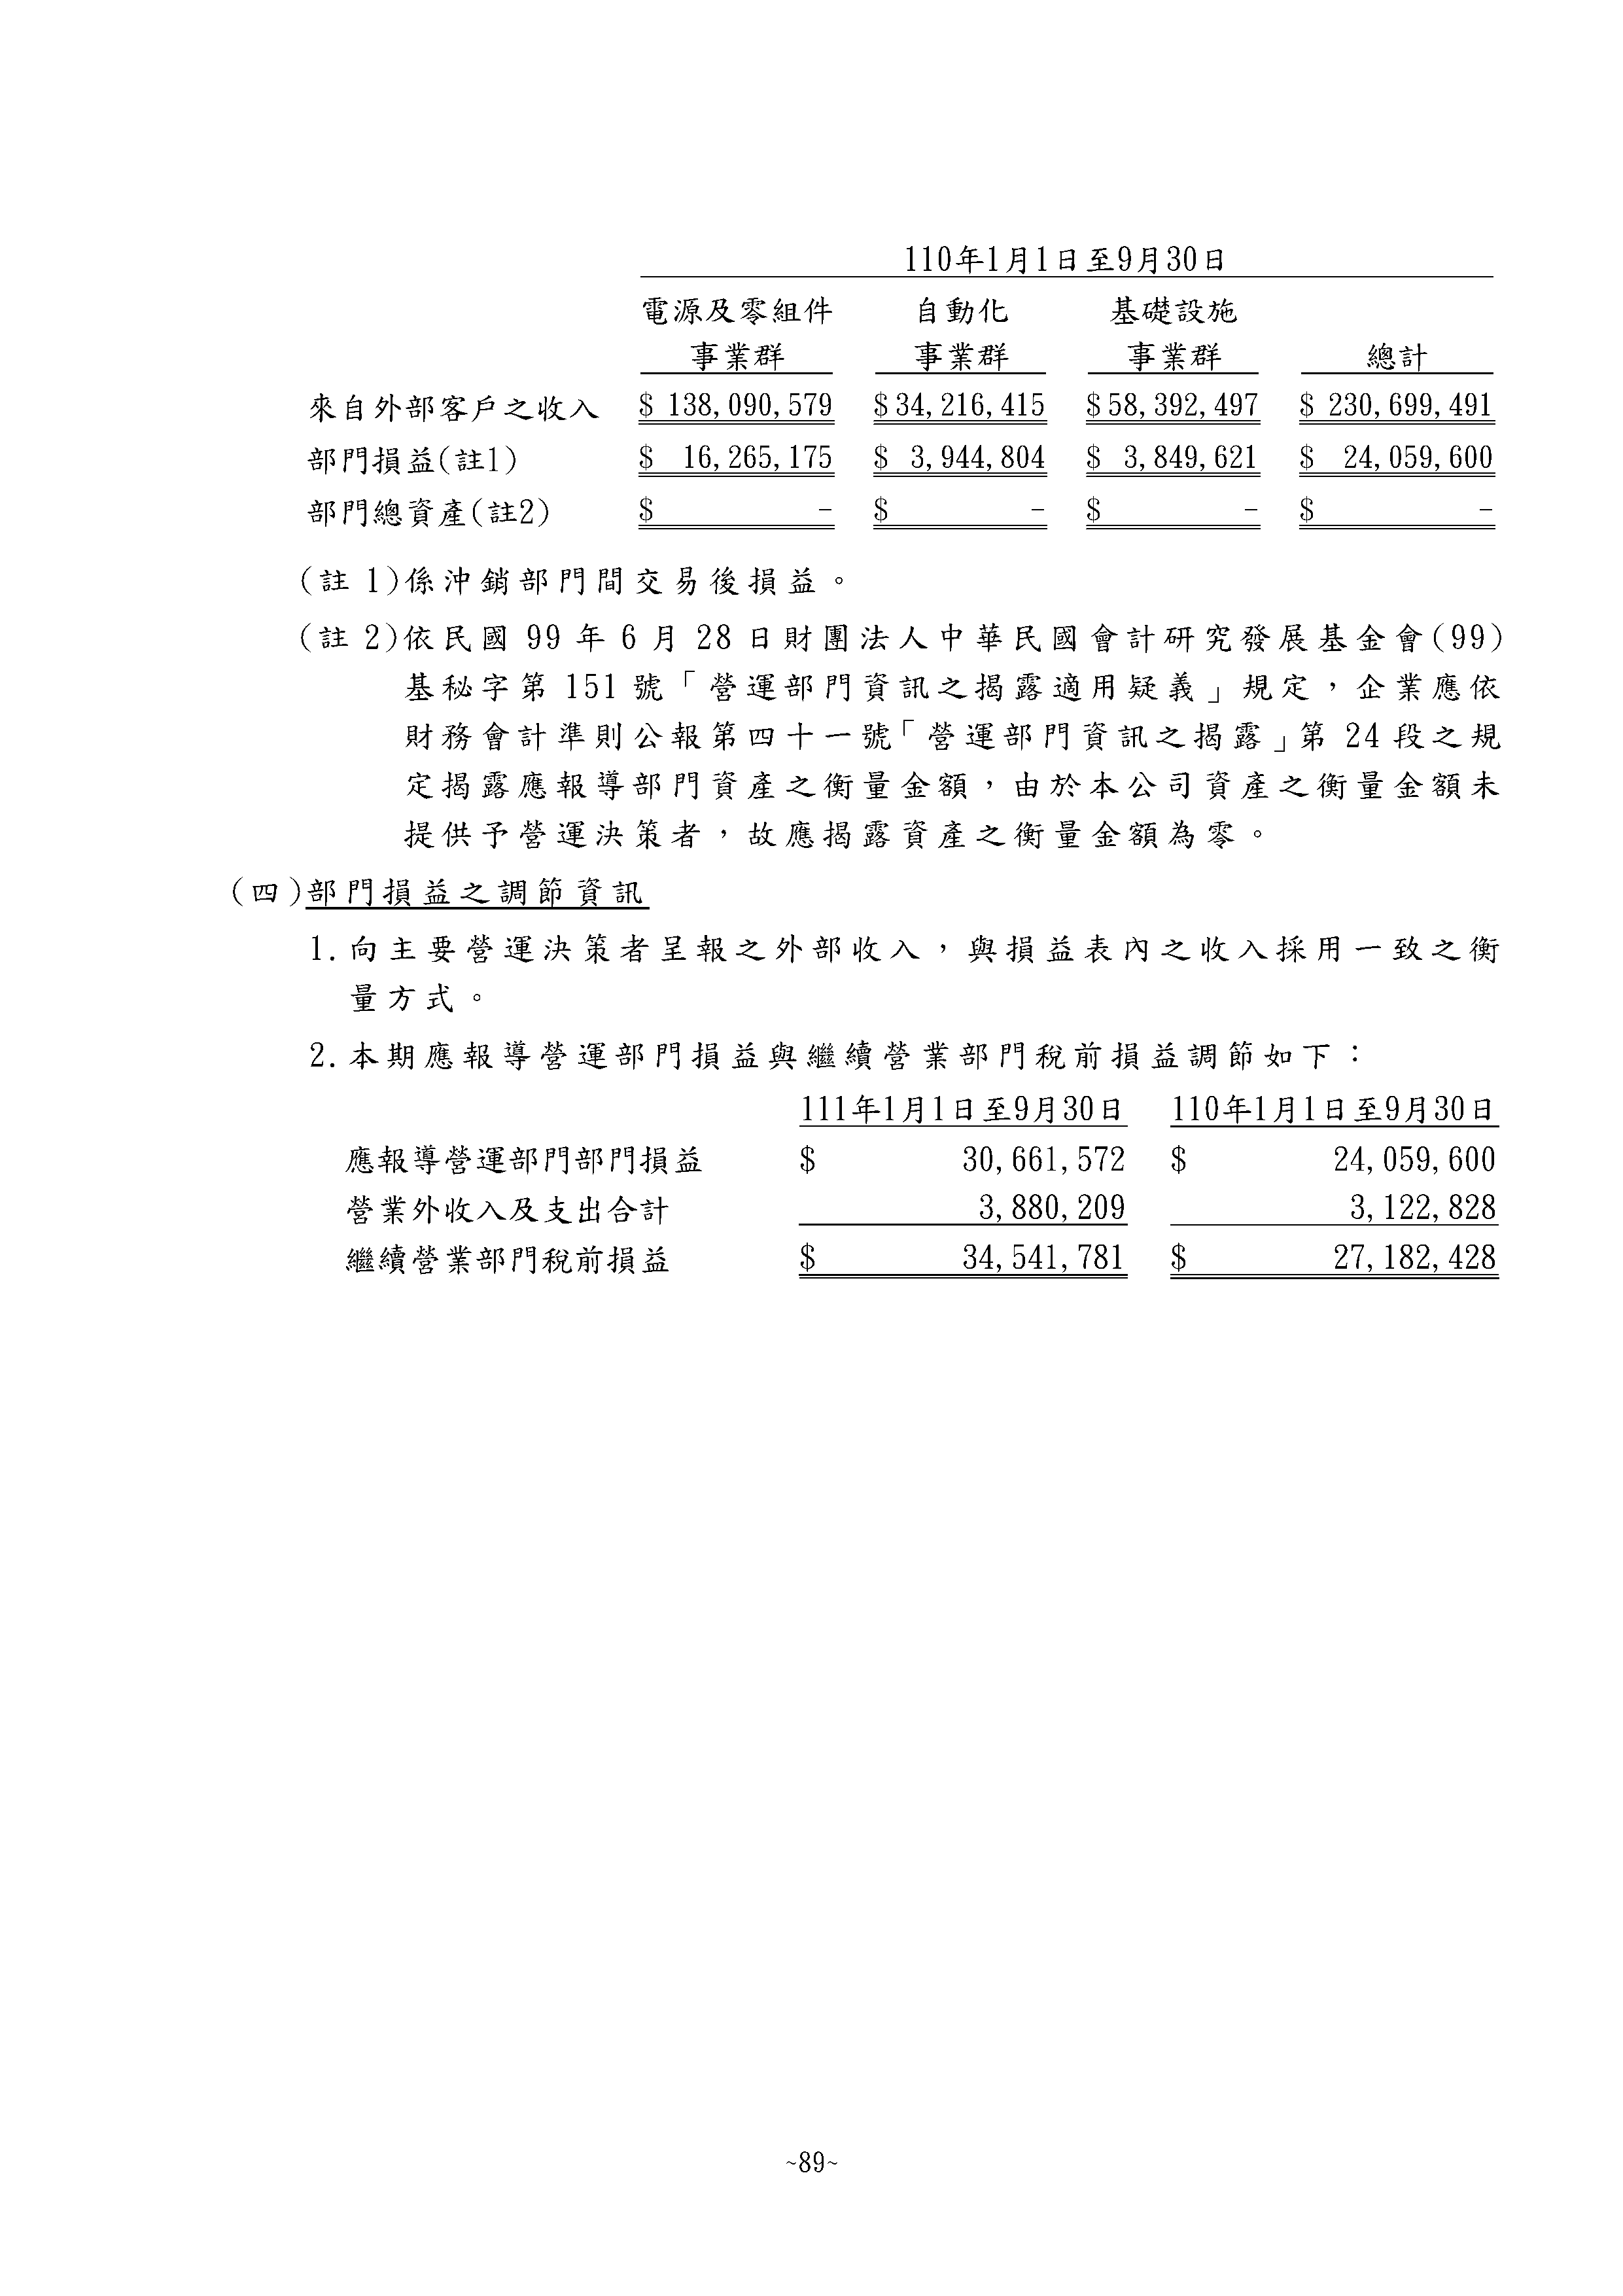 110年1月1日至9月30日
電源及零組件 自動化 基礎設施
事業群 事業群 事業群 總計
來自外部客戶之收入 $ 138,090,579 $ 34,216,415 $ 58,392,497 $ 230,699,491
部門損益(註1) $ 16,265,175 $ 3,944,804 $ 3,849,621 $ 24,059,600
部門總資產(註2) $ - $ - $ - $ -
(註 1)係沖銷部門間交易後損益。
(註 2)依民國 99 年 6 月 28 日財團法人中華民國會計研究發展基金會(99)
基秘字第 151 號「營運部門資訊之揭露適用疑義」規定，企業應依
財務會計準則公報第四十一號「營運部門資訊之揭露」第 24 段之規
定揭露應報導部門資產之衡量金額，由於本公司資產之衡量金額未
提供予營運決策者，故應揭露資產之衡量金額為零。
(四)部門損益之調節資訊
1.向主要營運決策者呈報之外部收入，與損益表內之收入採用一致之衡
量方式。
2.本期應報導營運部門損益與繼續營業部門稅前損益調節如下：
111年1月1日至9月30日 110年1月1日至9月30日
應報導營運部門部門損益 $ 30,661,572 $ 24,059,600
營業外收入及支出合計 3,880,209 3,122,828
繼續營業部門稅前損益 $ 34,541,781 $ 27,182,428
~89~